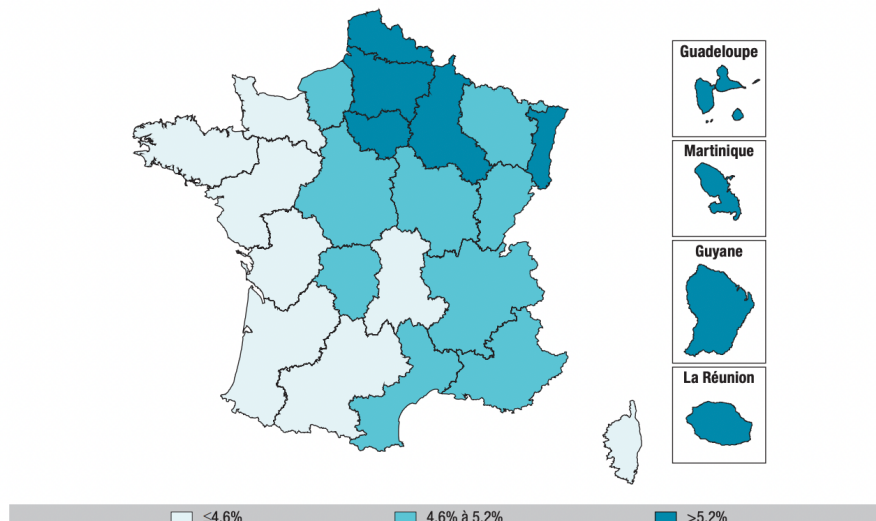 Guadeloupe
Martinique
Guyane
La Réunion
≤4,6%
4,6% à 5,2%
>5,2%